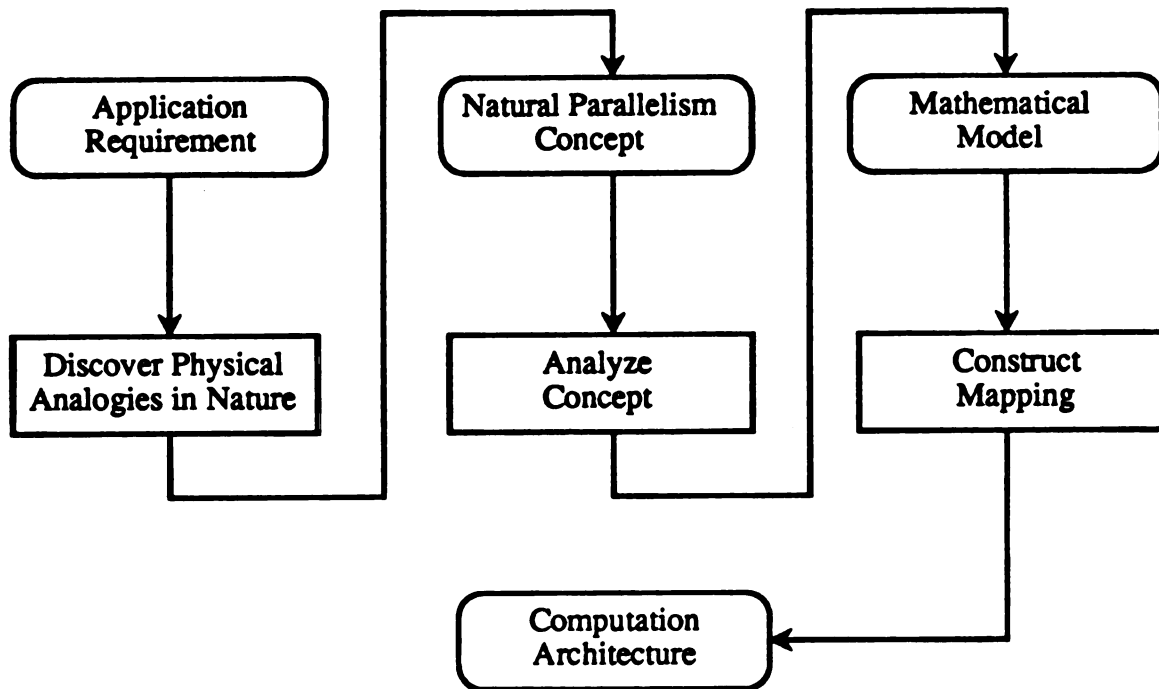 Application
Requirement
Discover Physical
Analogies in Nature
Natural Parallelism
Concept
Analyze
Concept
Mathematical
Model
Construct
Mapping
Computation
Architecture